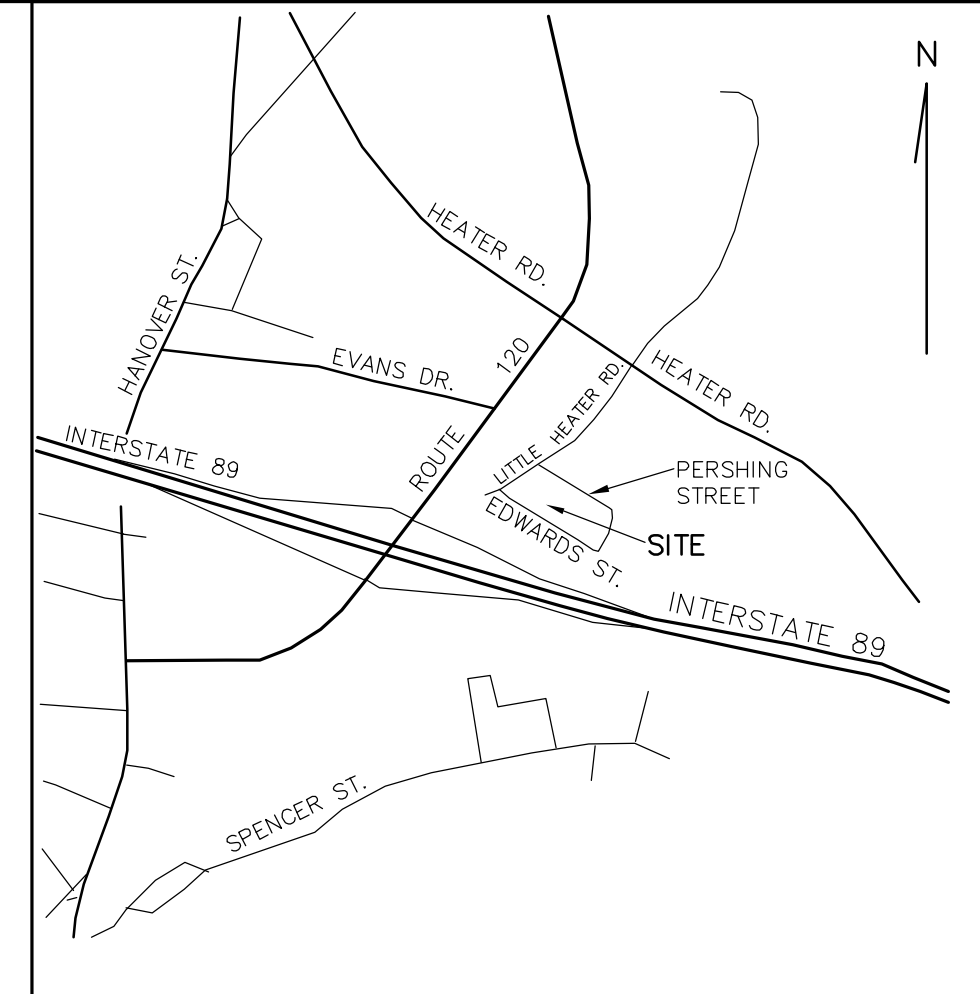 N
HEATER RD.
HANOVER ST.
EVANS DR.
ROUTE 120
HEATER RD.
LITTLE HEATER RD.
INTERSTATE 89
PERSHING
STREET
EDWARDS ST.
SITE
INTERSTATE 89
SPENCER ST.